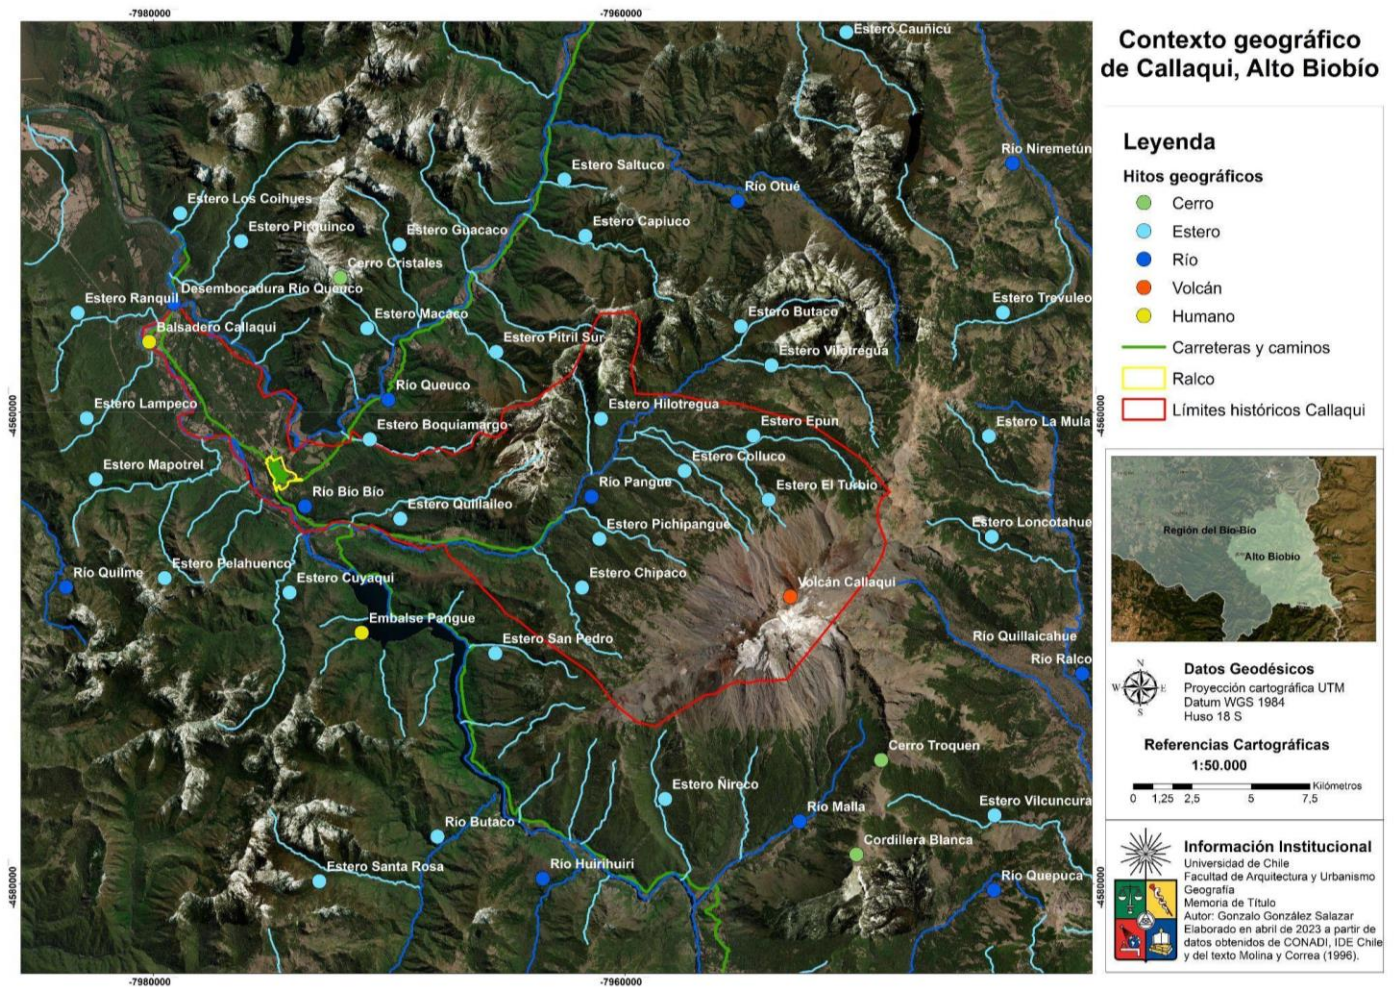 -7980000
-7960000
Contexto geográfico
de Callaqui, Alto Biobío
Estero Cauñicú
Leyenda
Hitos geográficos
Cerro
Estero
Río
Volcán
Humano
Carreteras y caminos
Ralco
Límites históricos Callaqui
Río Niremetún
Estero Saltuco
Río Otué
Estero Los Coihues
Estero Pirquinco
Estero Guacaco
Estero Capiuco
Cerro Cristales
Desembocadura Río Queuco
Estero Ranquil
Estero Trevuleo
Estero Macaco
Estero Butaco
Balsadero Callaqui
Estero Pitril Sur
Estero Vilotregua
Río Queuco
Estero Lampeco
Estero Hilotregua
-4560000
-4560000
Estero Boquiamargo
Estero Epun
Estero La Mula
Estero Colluco
Estero Mapotrel
Río Pangue
Estero El Turbio
Río Bío Bío
Estero Quilaileo
Estero Pichipangue
Estero Loncotahue
Estero Pelahuenco
Río Quilme
Estero Cuyaqui
Estero Chipaco
Volcán Callaqui
Embalse Pangue
Estero San Pedro
Río Quillaicahue
Río Ralco
Región del Bío-Bío
Alto Biobío
N
W
E
S
Datos Geodésicos
Proyección cartográfica UTM
Datum WGS 1984
Huso 18 S
Referencias Cartográficas
1:50.000
Kilómetros
0 1,25 2,5 5 7,5
Cerro Troquen
Estero Ñireco
Río Malla
Estero Vilcuncura
Río Butaco
Cordillera Blanca
Estero Santa Rosa
Río Huirihuiri
Río Quepuca
-4580000
-4580000
Información Institucional
Universidad de Chile
Facultad de Arquitectura y Urbanismo
Geografía
Memoria de Título
Autor: Gonzalo González Salazar
Elaborado en abril de 2023 a partir de
datos obtenidos de CONADI, IDE Chile
y del texto Molina y Correa (1996).
-7980000
-7960000